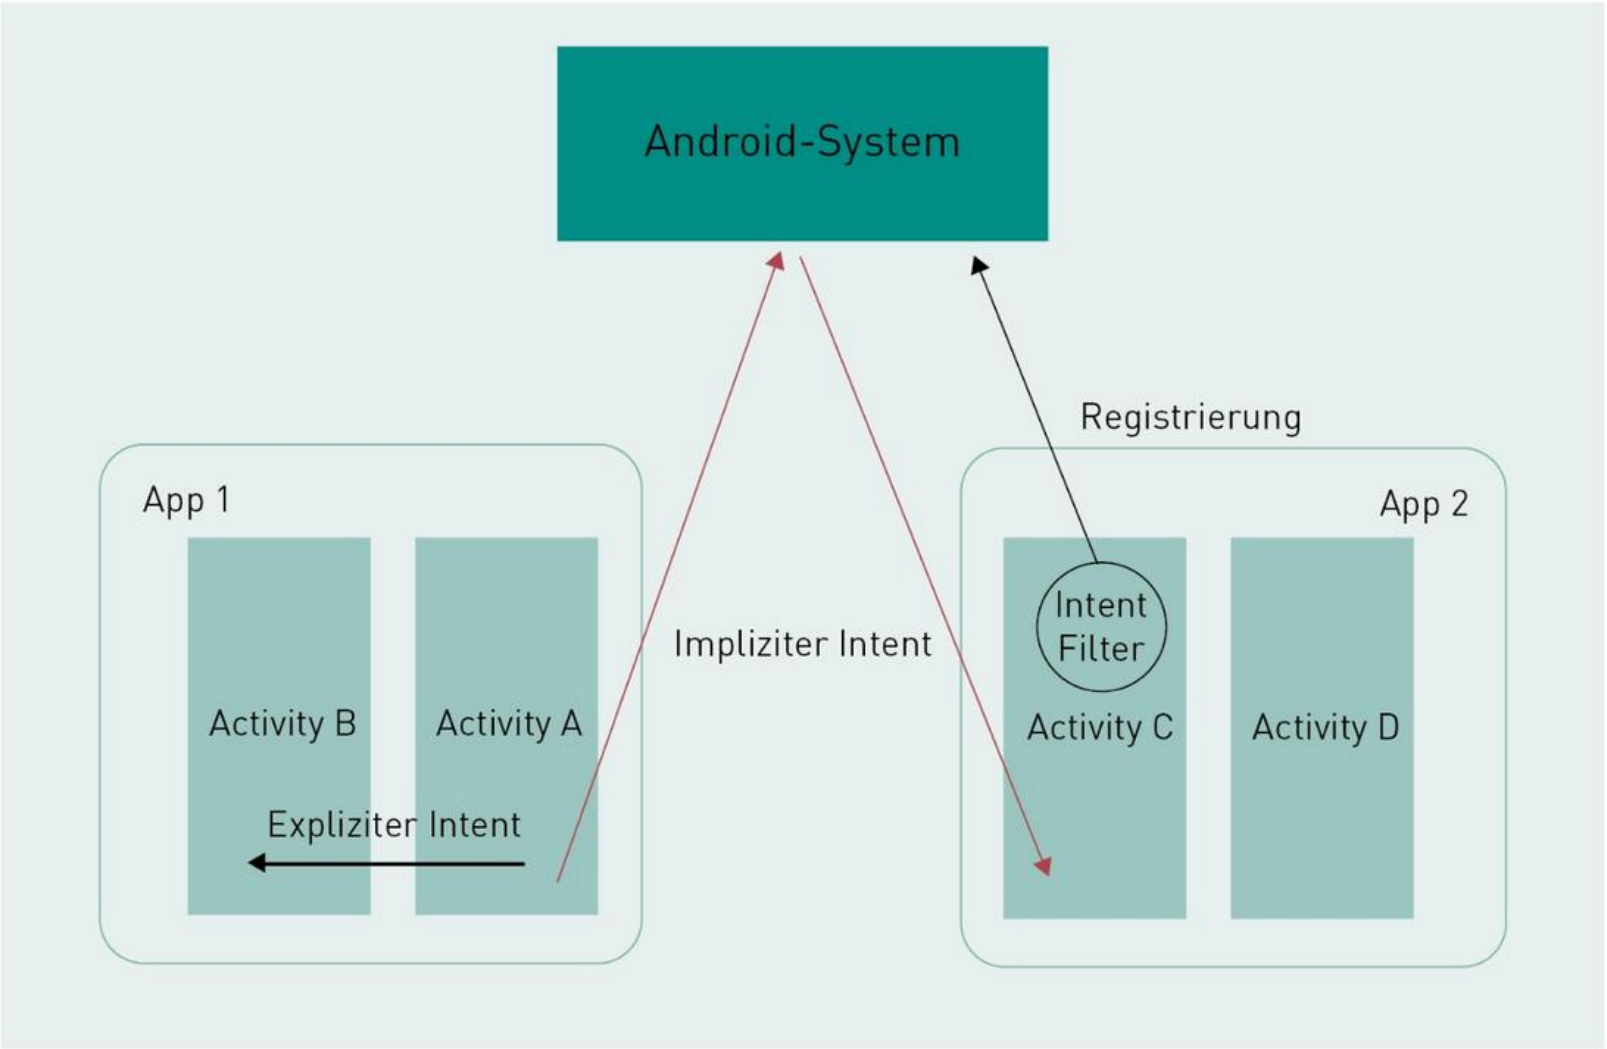 Android-System
Registrierung
App 1
App 2
Intent
Filter
Impliziter Intent
Activity B
Activity A
Activity C
Activity D
Expliziter Intent